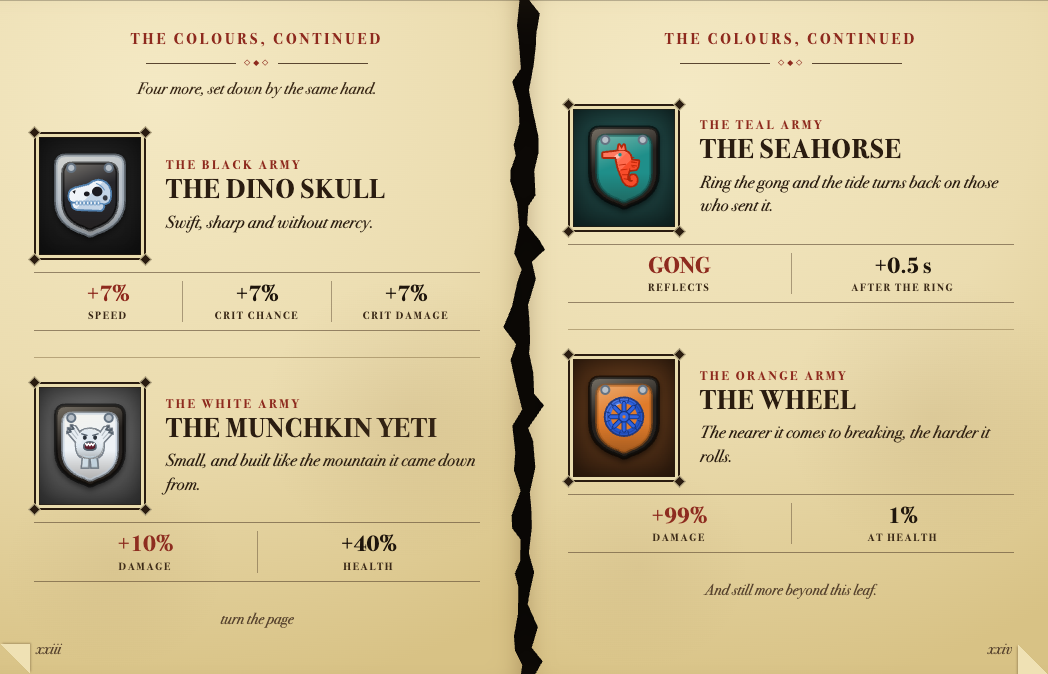 THE COLOURS, CONTINUED
Four more, set down by the same hand.
THE BLACK ARMY
THE DINO SKULL
Swift, sharp and without mercy.
+7%
SPEED
+7%
CRIT CHANCE
+7%
CRIT DAMAGE
THE WHITE ARMY
THE MUNCHKIN YETI
Small, and built like the mountain it came down
from.
+10%
DAMAGE
+40%
HEALTH
turn the page
xxiii
THE COLOURS, CONTINUED
THE TEAL ARMY
THE SEAHORSE
Ring the gong and the tide turns back on those
who sent it.
GONG
REFLECTS
+0.5 s
AFTER THE RING
THE ORANGE ARMY
THE WHEEL
The nearer it comes to breaking, the harder it
rolls.
+99%
DAMAGE
1%
AT HEALTH
And still more beyond this leaf.
xxiv